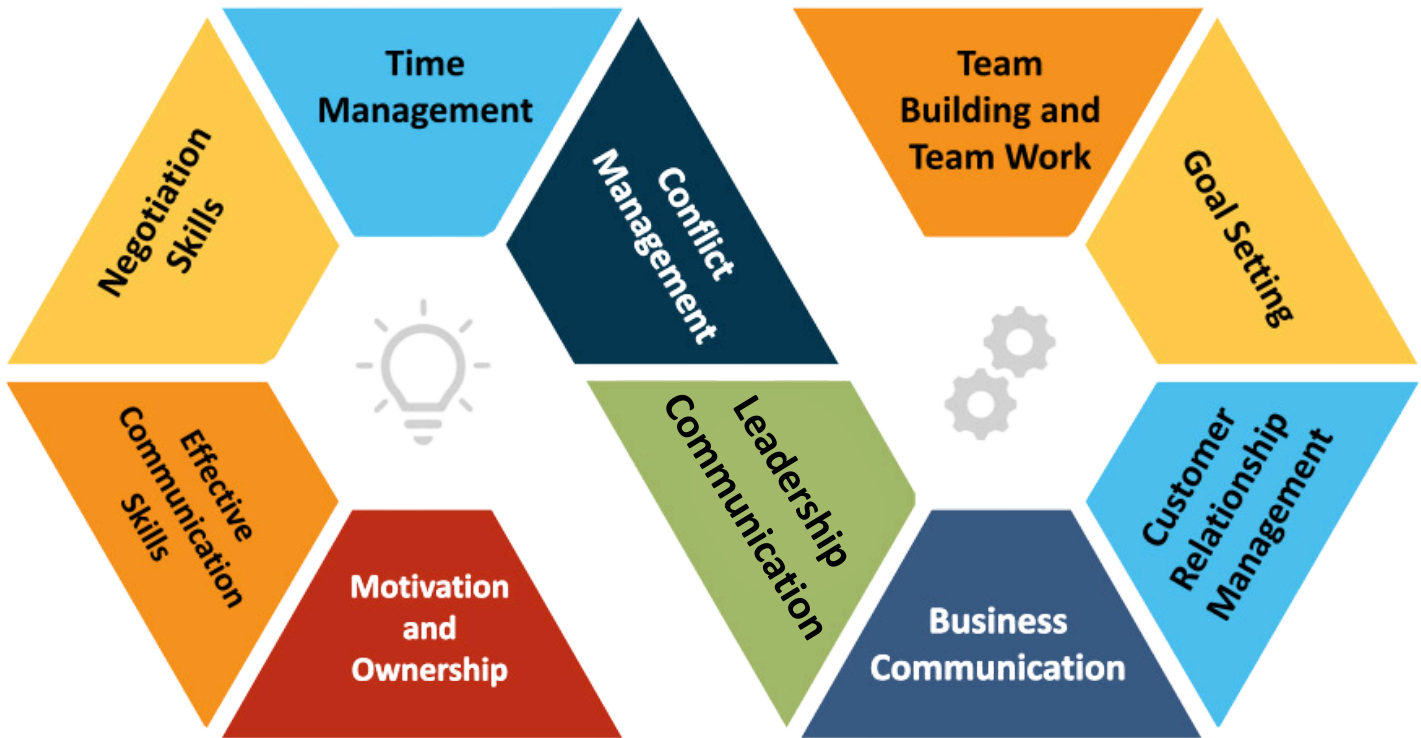 Time
Management
Negotiation
Skills
Conflict
Management
Team
Building and
Team Work
Goal Setting
Effective
Communication
Skills
Motivation
and
Ownership
Leadership
Communication
Business
Communication
Customer
Relationship
Management